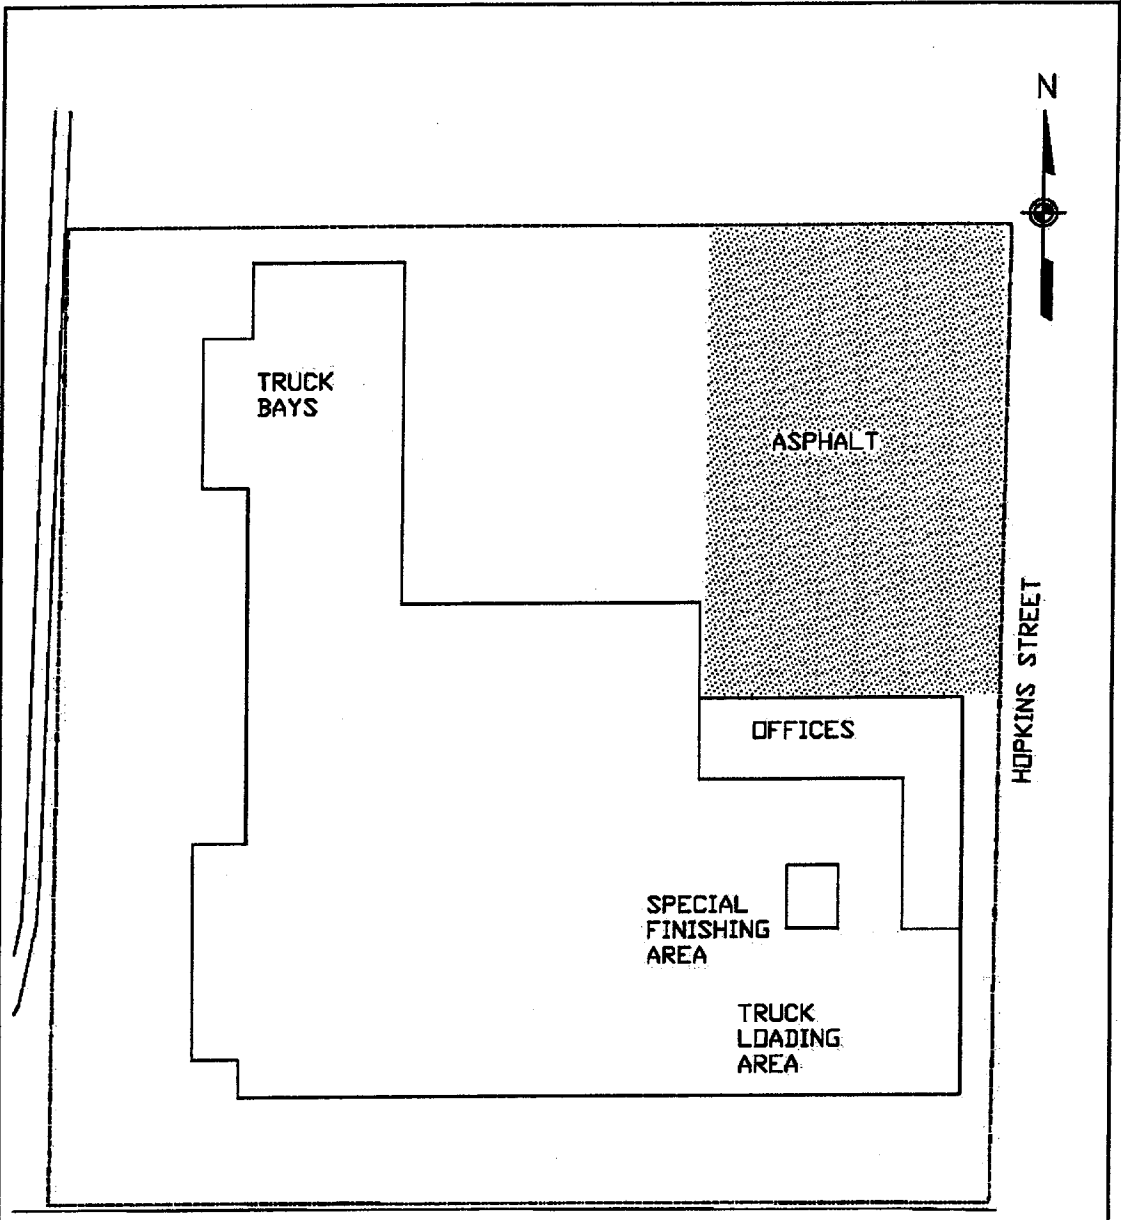 N
TRUCK
BAYS
ASPHALT
HOPKINS STREET
OFFICES
SPECIAL
FINISHING
AREA
TRUCK
LOADING
AREA